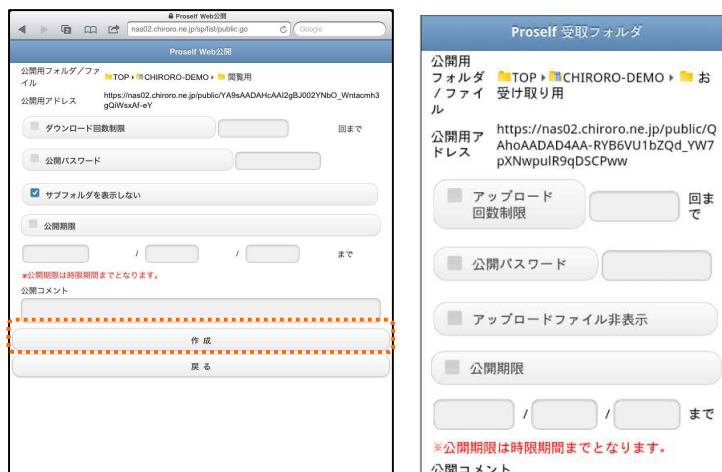 Proself Web公開
nas02.chiroro.ne.jp/sp/list/public.go
Google
Proself Web公開
公開用フォルダ/ファイル
TOP CHIRORO-DEMO 閲覧用
公開用アドレス
https://nas02.chiroro.ne.jp/public/YA9sAADAHcAAl2gBJ002YNbO_Wntacmh3
gQiWsxAf-eY
ダウンロード回数制限
回まで
公開パスワード
サブフォルダを表示しない
公開期限
/ / まで
※公開期限は時限期間までとなります。
公開コメント
作 成
戻 る
Proself 受取フォルダ
公開用
フォルダ
/ファイ
ル
TOP CHIRORO-DEMO お
受け取り用
公開用ア
ドレス
https://nas02.chiroro.ne.jp/public/Q
AhoAADAD4AA-RYB6VU1bZQd_YW7
pXNwpulR9qDSCPww
アップロード
回数制限
回ま
で
公開パスワード
アップロードファイル非表示
公開期限
/ / まで
※公開期限は時限期間までとなります。
公開コメント